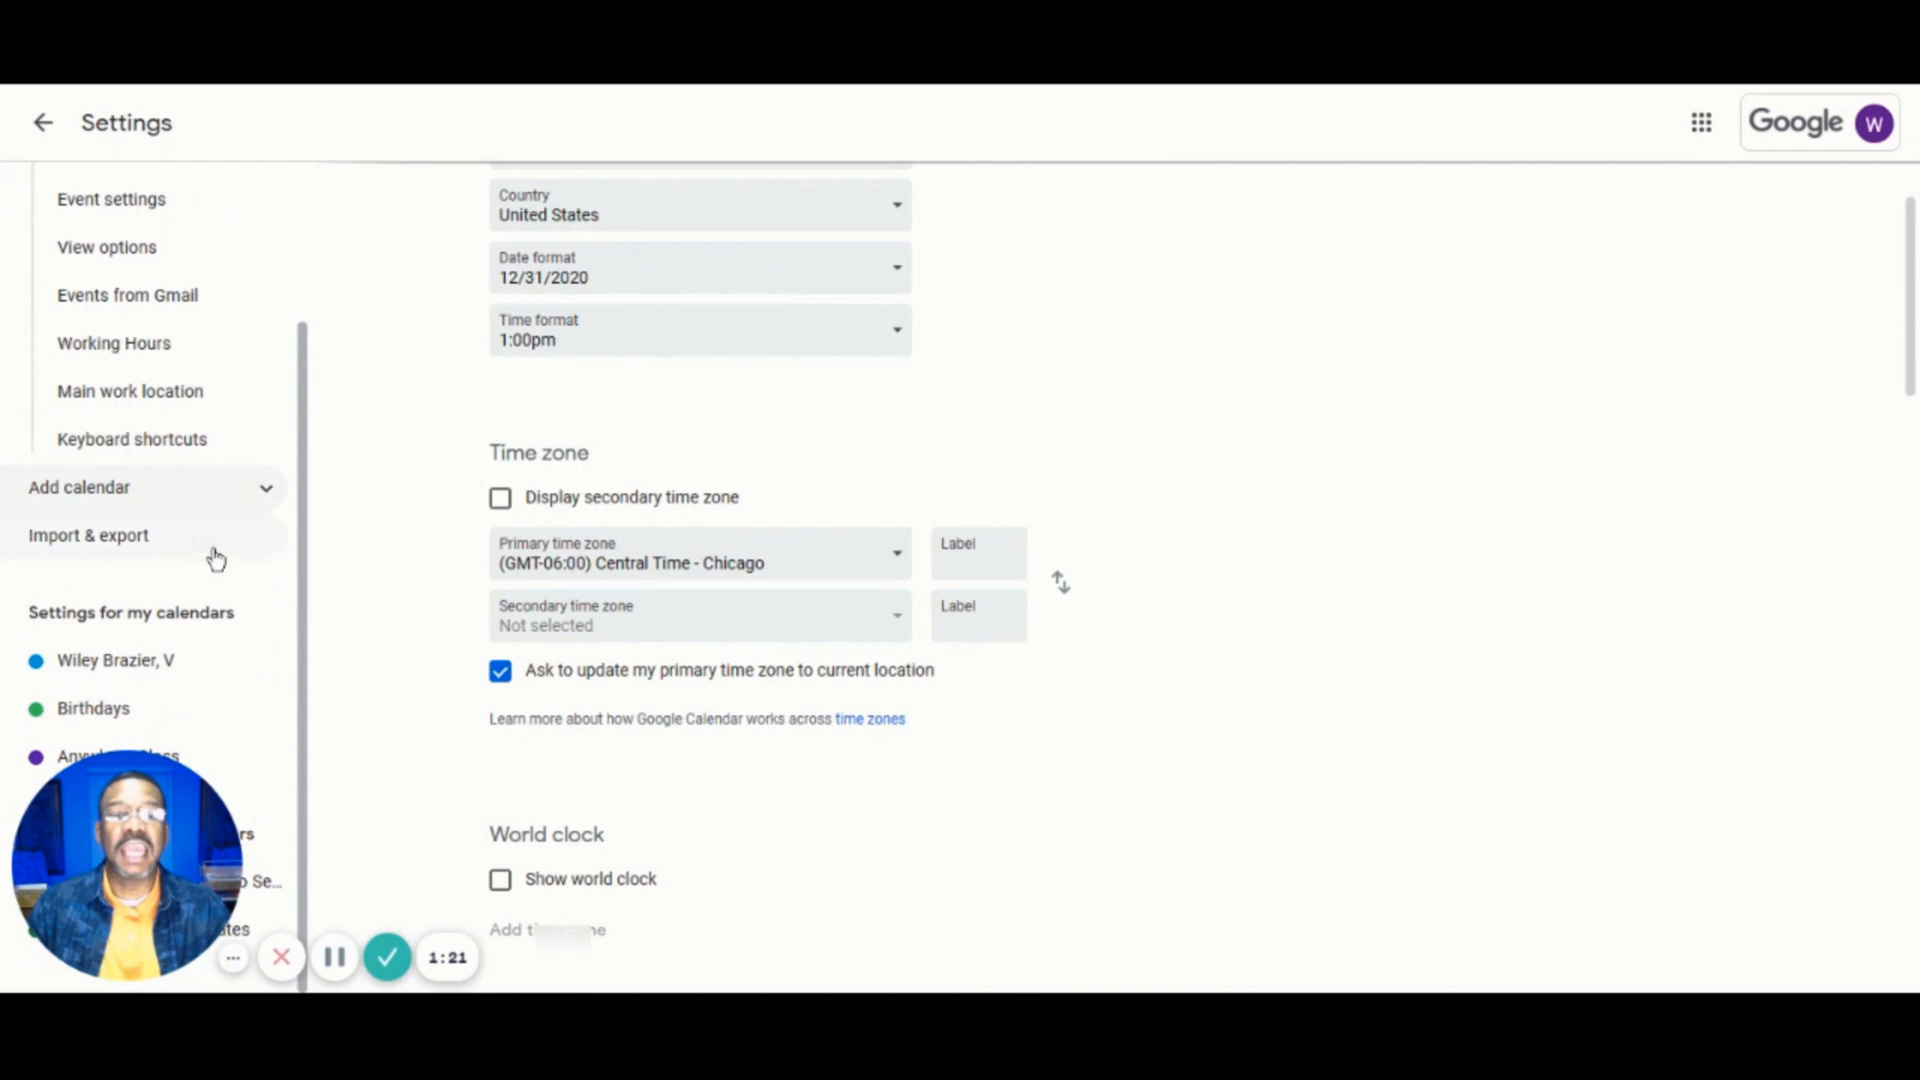 Settings
Google
W
Event settings
View options
Events from Gmail
Working Hours
Main work location
Keyboard shortcuts
Add calendar
Import & export
Settings for my calendars
Wiley Brazier, V
Birthdays
Country
United States
Date format
12/31/2020
Time format
1:00pm
Time zone
Display secondary time zone
Primary time zone
(GMT-06:00) Central Time - Chicago
Label
Secondary time zone
Not selected
Label
Ask to update my primary time zone to current location
Learn more about how Google Calendar works across time zones
World clock
Show world clock
Add
1:21